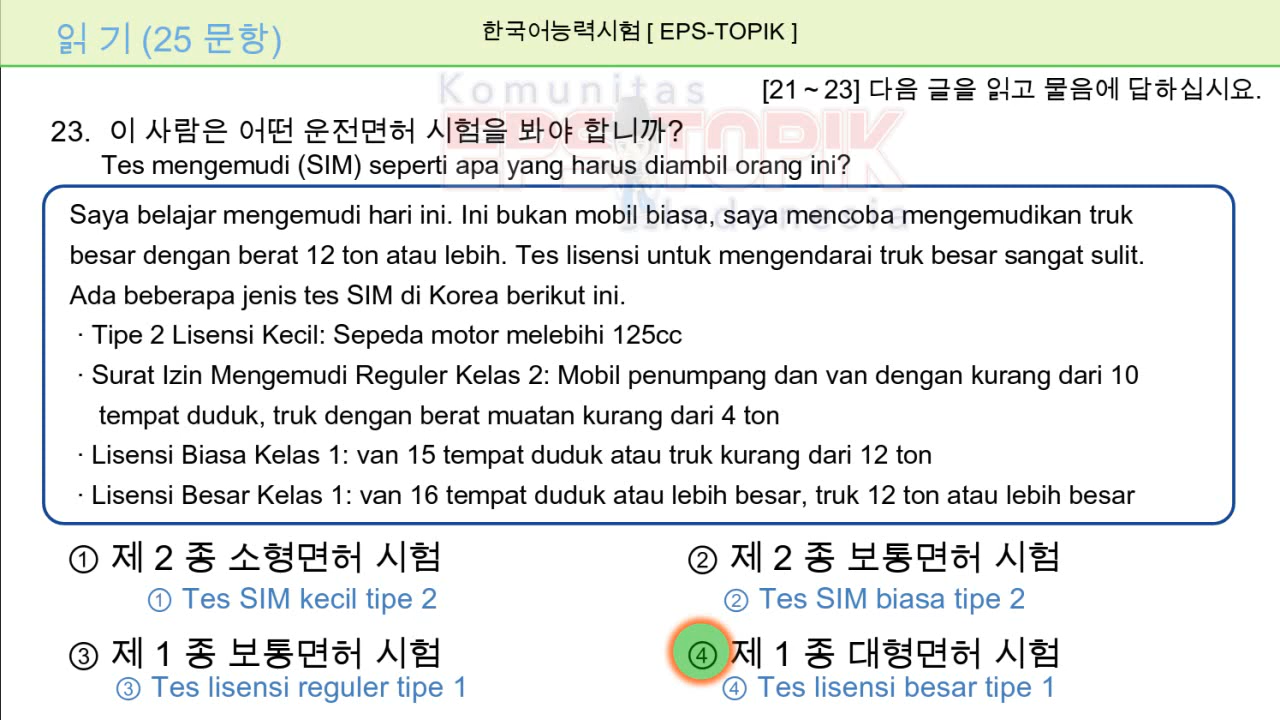 읽 기 (25 문항)
한국어능력시험 [ EPS-TOPIK ]
Komunitas
EPS TOPIK
Indonesia
[21 ~ 23] 다음 글을 읽고 물음에 답하십시요.
23. 이 사람은 어떤 운전면허 시험을 봐야 합니까?
Tes mengemudi (SIM) seperti apa yang harus diambil orang ini?
Saya belajar mengemudi hari ini. Ini bukan mobil biasa, saya mencoba mengemudikan truk
besar dengan berat 12 ton atau lebih. Tes lisensi untuk mengendarai truk besar sangat sulit.
Ada beberapa jenis tes SIM di Korea berikut ini.
· Tipe 2 Lisensi Kecil: Sepeda motor melebihi 125cc
· Surat Izin Mengemudi Reguler Kelas 2: Mobil penumpang dan van dengan kurang dari 10
tempat duduk, truk dengan berat muatan kurang dari 4 ton
· Lisensi Biasa Kelas 1: van 15 tempat duduk atau truk kurang dari 12 ton
· Lisensi Besar Kelas 1: van 16 tempat duduk atau lebih besar, truk 12 ton atau lebih besar
① 제 2 종 소형면허 시험
① Tes SIM kecil tipe 2
② 제 2 종 보통면허 시험
② Tes SIM biasa tipe 2
③ 제 1 종 보통면허 시험
③ Tes lisensi reguler tipe 1
④ 제 1 종 대형면허 시험
④ Tes lisensi besar tipe 1